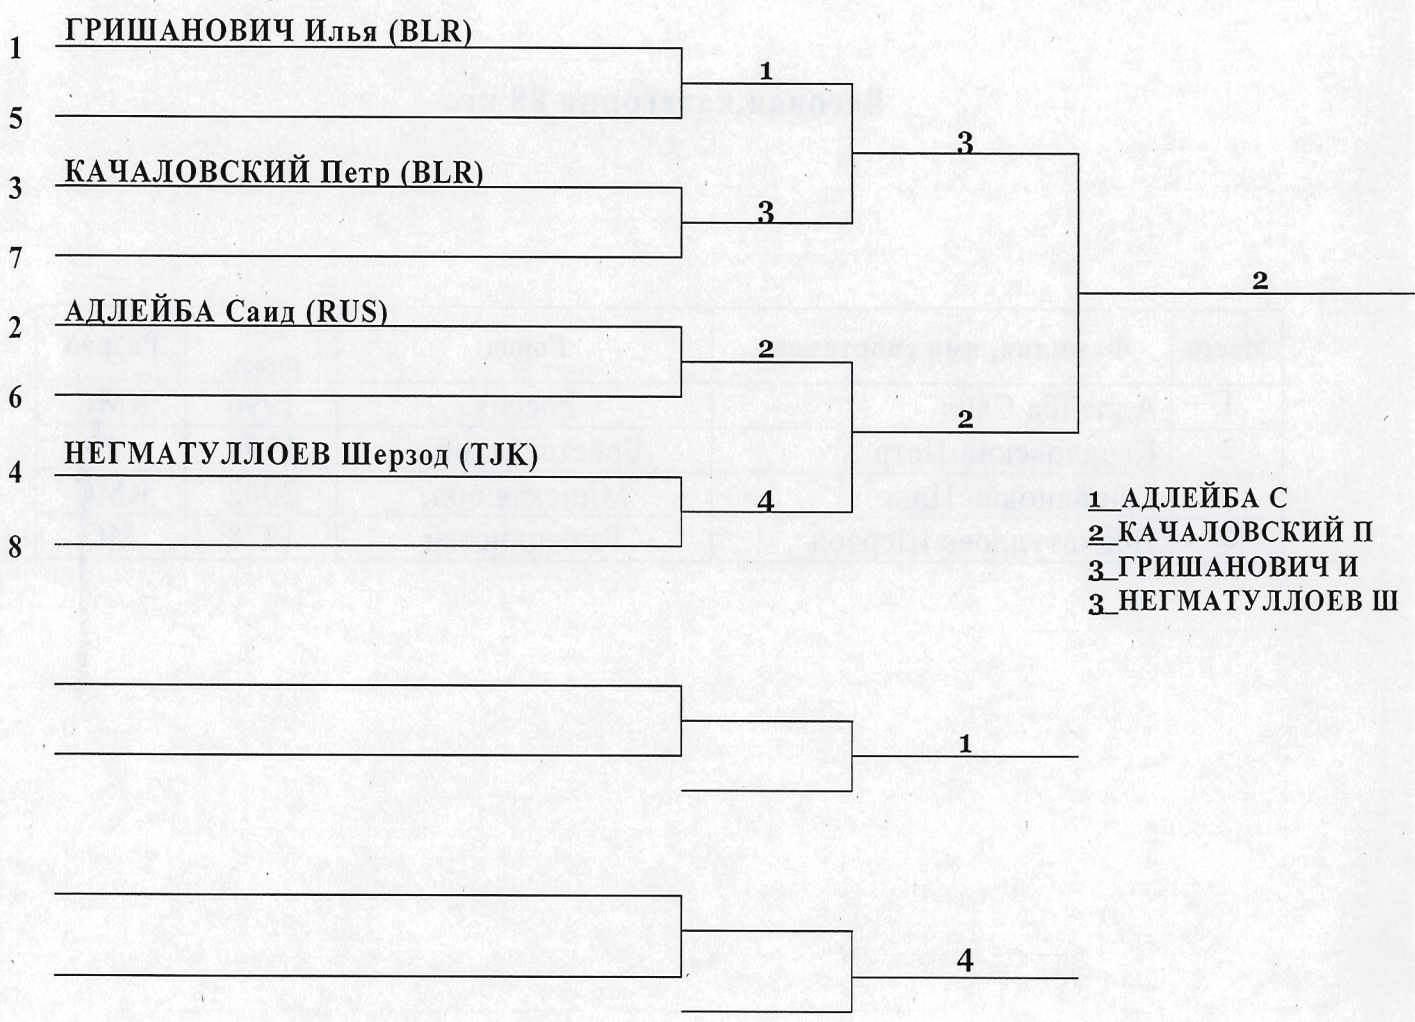 ГРИШАНОВИЧ Илья (BLR)
1
1
5
3
КАЧАЛОВСКИЙ Петр (BLR)
3
3
7
2
АДЛЕЙБА Саид (RUS)
2
2
6
2
НЕГМАТУЛЛОЕВ Шерзод (TJK)
4
4
8
1 АДЛЕЙБА С
2 КАЧАЛОВСКИЙ П
3 ГРИШАНОВИЧ И
3 НЕГМАТУЛЛОЕВ Ш
1
4